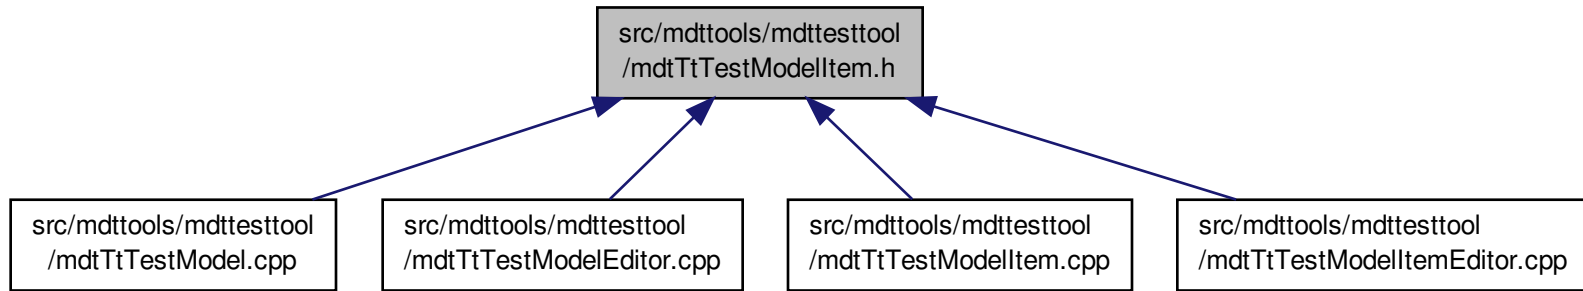 src/mdttools/mdttesttool
/mdtTtTestModelItem.h
src/mdttools/mdttesttool
/mdtTtTestModel.cpp
src/mdttools/mdttesttool
/mdtTtTestModelEditor.cpp
src/mdttools/mdttesttool
/mdtTtTestModelItem.cpp
src/mdttools/mdttesttool
/mdtTtTestModelItemEditor.cpp